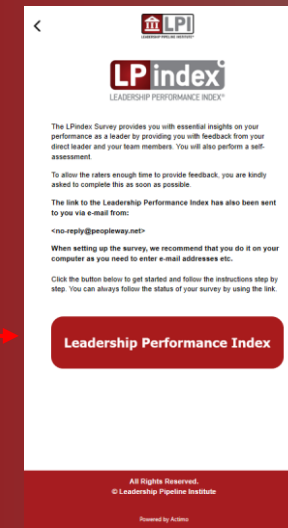 LPI
LEADERSHIP PIPELINE INSTITUTE®
LP index®
LEADERSHIP PERFORMANCE INDEX®
The LPindex Survey provides you with essential insights on your
performance as a leader by providing you with feedback from your
direct leader and your team members. You will also perform a self-
assessment.
To allow the raters enough time to provide feedback, you are kindly
asked to complete this as soon as possible.
The link to the Leadership Performance Index has also been sent
to you via e-mail from:
<no-reply@peopleway.net>
When setting up the survey, we recommend that you do it on your
computer as you need to enter e-mail addresses etc.
Click the button below to get started and follow the instructions step by
step. You can always follow the status of your survey by using the link.
Leadership Performance Index
All Rights Reserved.
© Leadership Pipeline Institute
Powered by Actimo